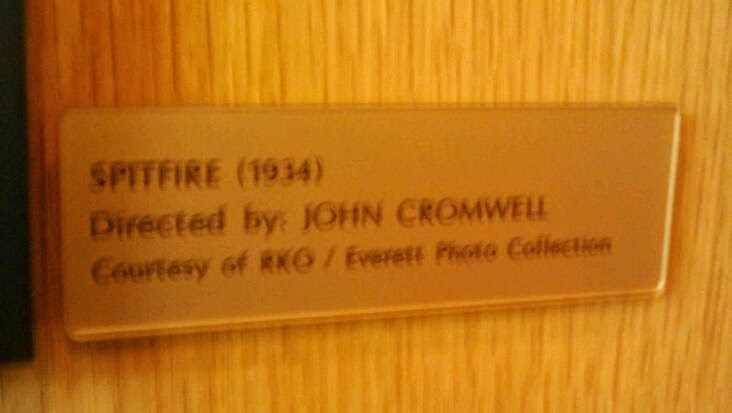 SPITFIRE (1934)
Directed by: JOHN CROMWELL
Courtesy of RKO / Everett Photo Collection